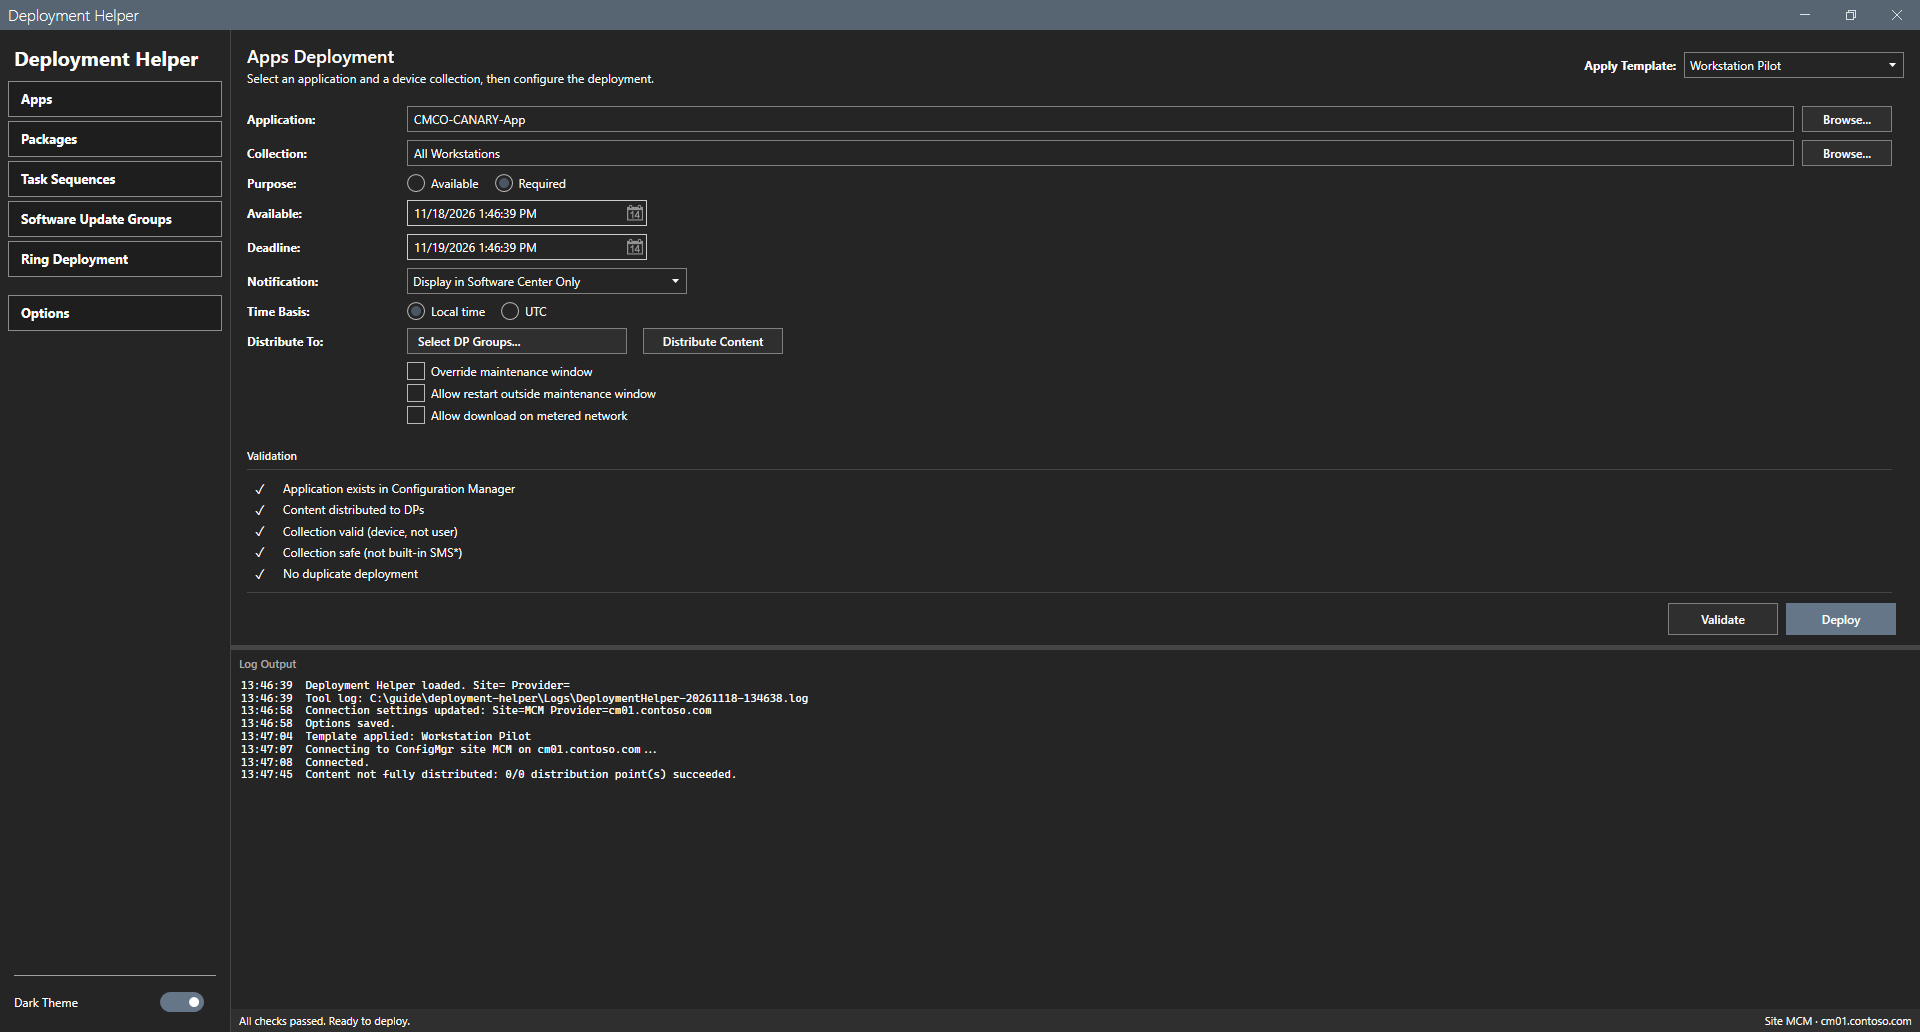 Deployment Helper
Deployment Helper
Apps
Packages
Task Sequences
Software Update Groups
Ring Deployment
Options
Dark Theme
Apps Deployment
Select an application and a device collection, then configure the deployment.
Apply Template: Workstation Pilot
Application: CMCO-CANARY-App Browse...
Collection: All Workstations Browse...
Purpose: Available Required
Available: 11/18/2026 1:46:39 PM 14
Deadline: 11/19/2026 1:46:39 PM 14
Notification: Display in Software Center Only
Time Basis: Local time UTC
Distribute To: Select DP Groups... Distribute Content
Override maintenance window
Allow restart outside maintenance window
Allow download on metered network
Validation
✓ Application exists in Configuration Manager
✓ Content distributed to DPs
✓ Collection valid (device, not user)
✓ Collection safe (not built-in SMS*)
✓ No duplicate deployment
Validate Deploy
Log Output
13:46:39 Deployment Helper loaded. Site= Provider=
13:46:39 Tool log: C:\guide\deployment-helper\Logs\DeploymentHelper-20261118-134638.log
13:46:58 Connection settings updated: Site=MCM Provider=cm01.contoso.com
13:46:58 Options saved.
13:47:04 Template applied: Workstation Pilot
13:47:07 Connecting to ConfigMgr site MCM on cm01.contoso.com ...
13:47:08 Connected.
13:47:45 Content not fully distributed: 0/0 distribution point(s) succeeded.
All checks passed. Ready to deploy.
Site MCM · cm01.contoso.com